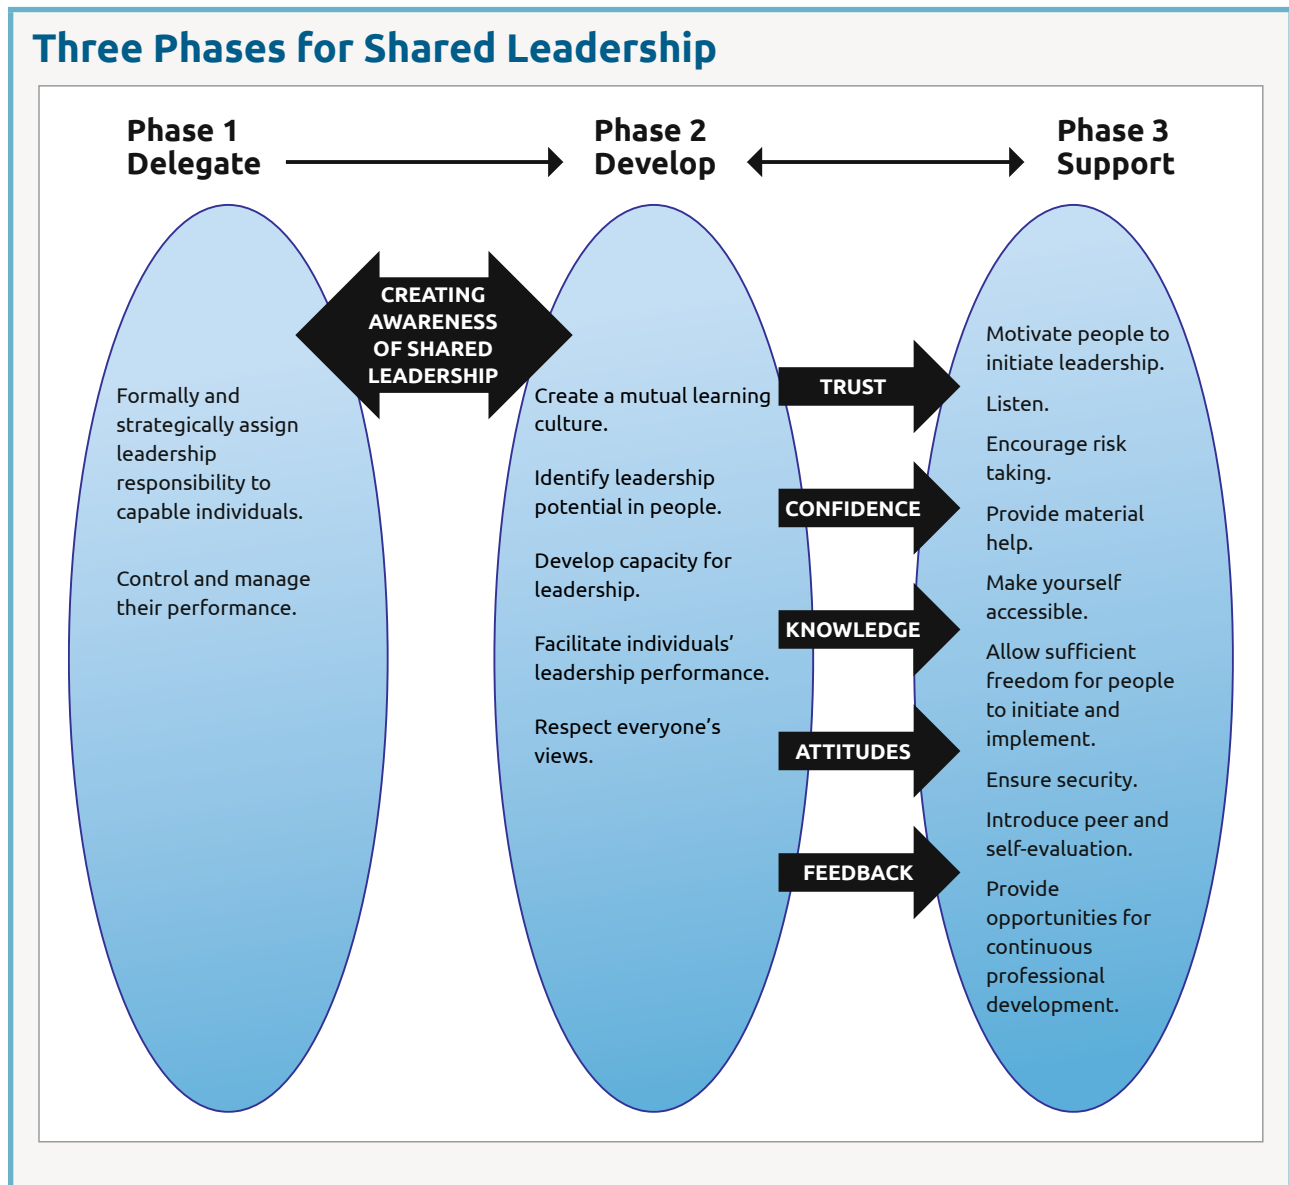 Three Phases for Shared Leadership
Phase 1
Delegate
Phase 2
Develop
Phase 3
Support
CREATING
AWARENESS
OF SHARED
LEADERSHIP
Formally and
strategically assign
leadership
responsibility to
capable individuals.
Control and manage
their performance.
Create a mutual learning
culture.
Identify leadership
potential in people.
Develop capacity for
leadership.
Facilitate individuals’
leadership performance.
Respect everyone’s
views.
TRUST
CONFIDENCE
KNOWLEDGE
ATTITUDES
FEEDBACK
Motivate people to
initiate leadership.
Listen.
Encourage risk
taking.
Provide material
help.
Make yourself
accessible.
Allow sufficient
freedom for people
to initiate and
implement.
Ensure security.
Introduce peer and
self-evaluation.
Provide
opportunities for
continuous
professional
development.